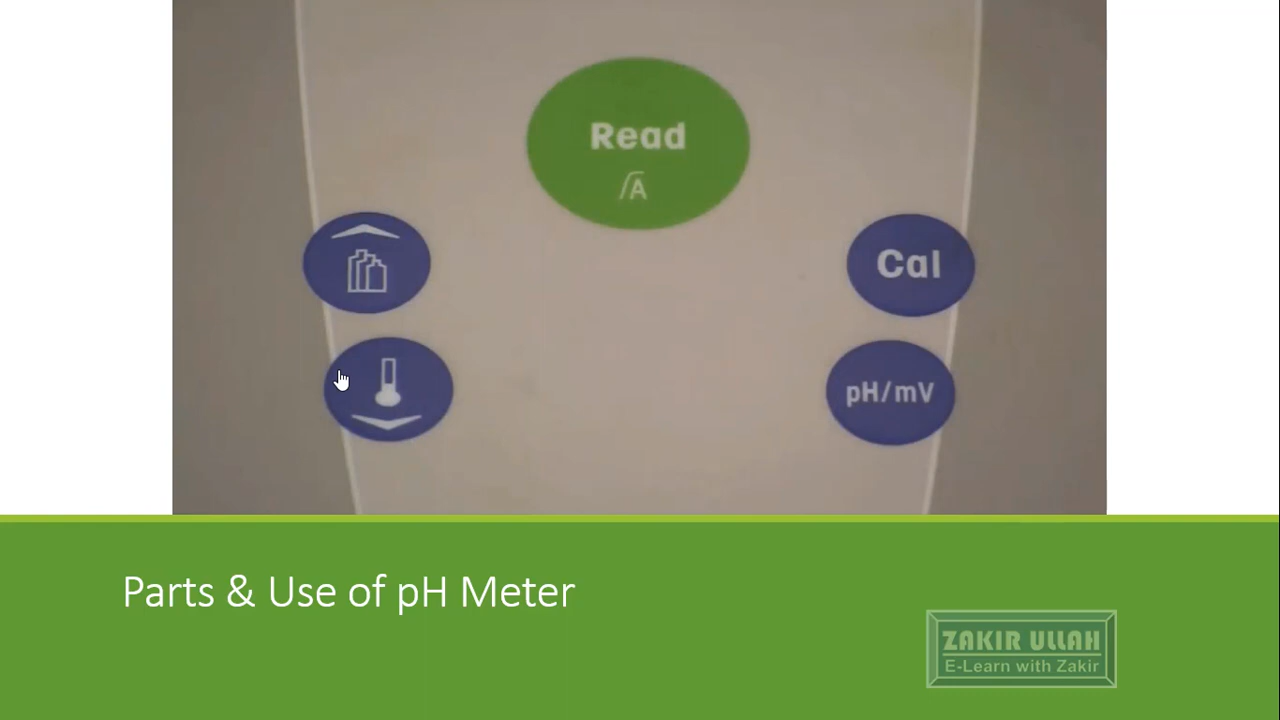 Read
/A
Cal
pH/mV
Parts & Use of pH Meter
ZAKIR ULLAH
E-Learn with Zakir